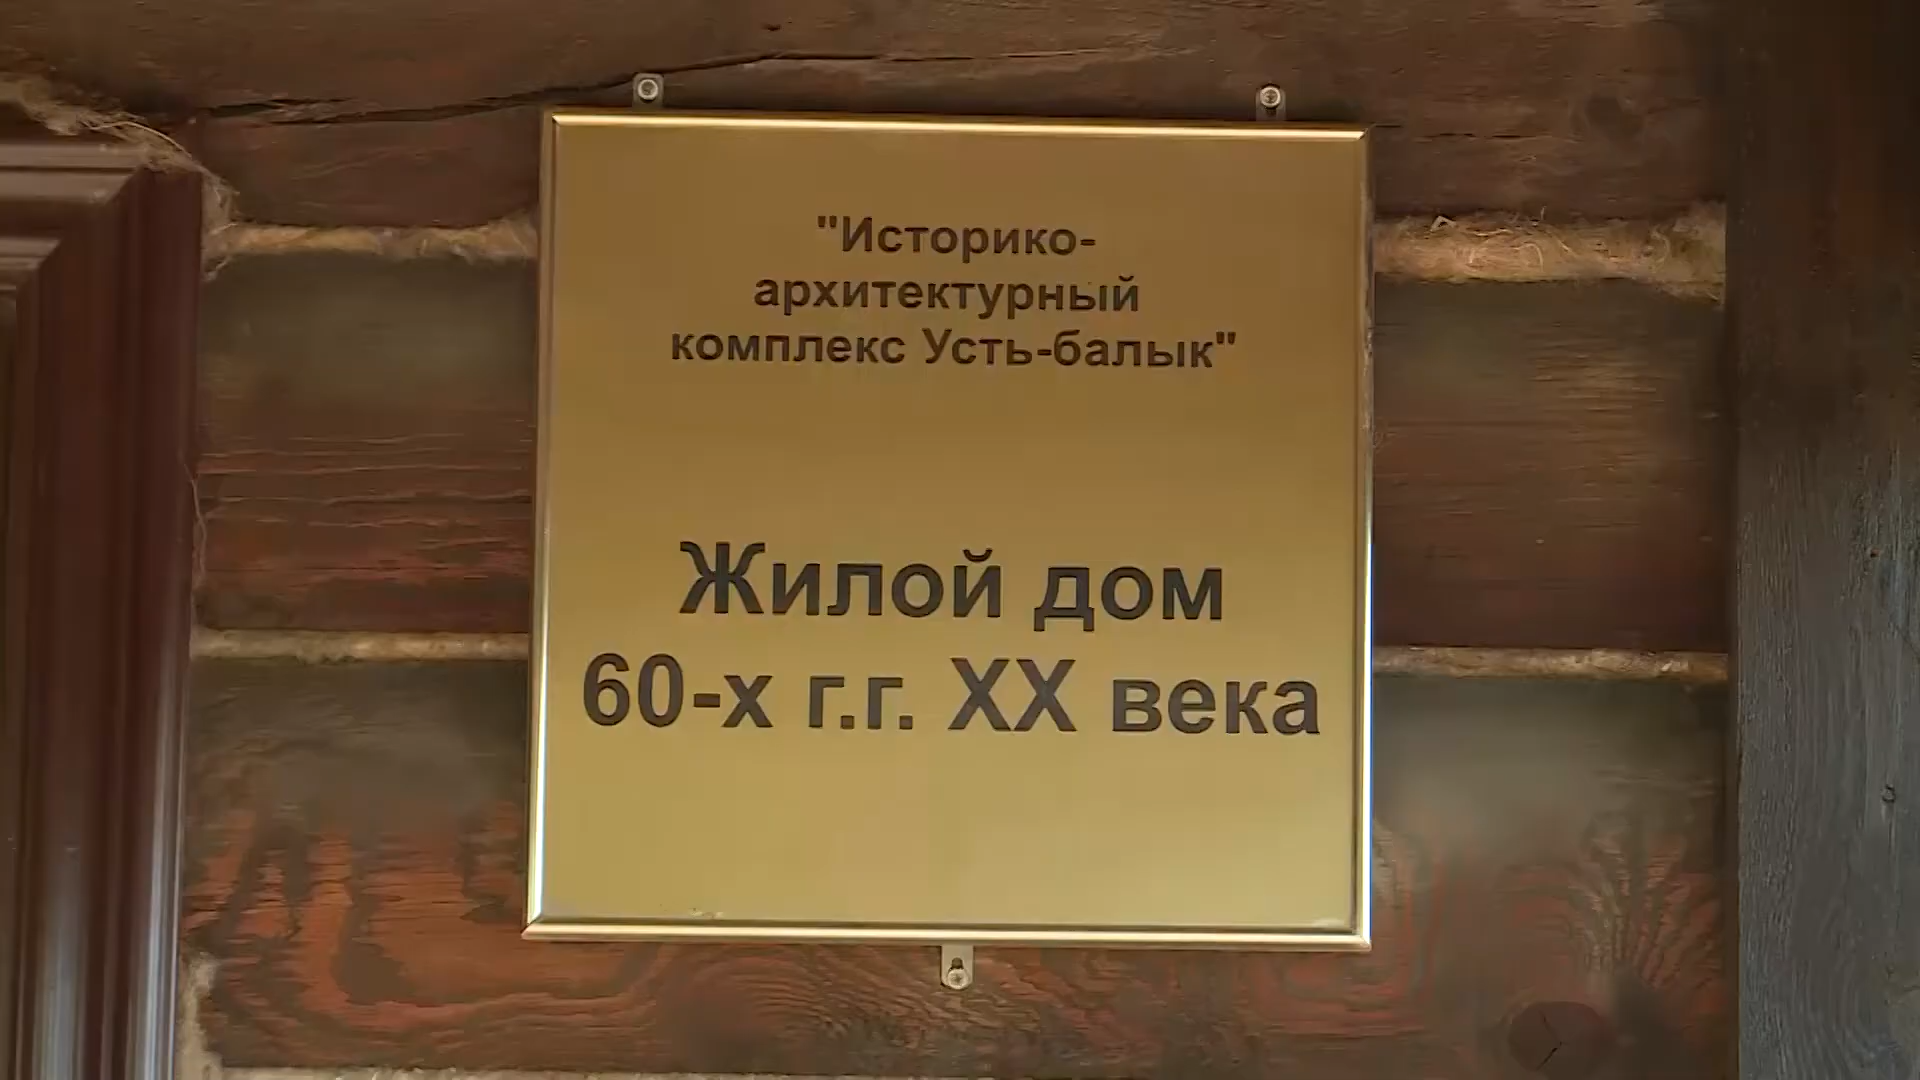 "Историко-
архитектурный
комплекс Усть-балык"
Жилой дом
60-х г.г. XX века